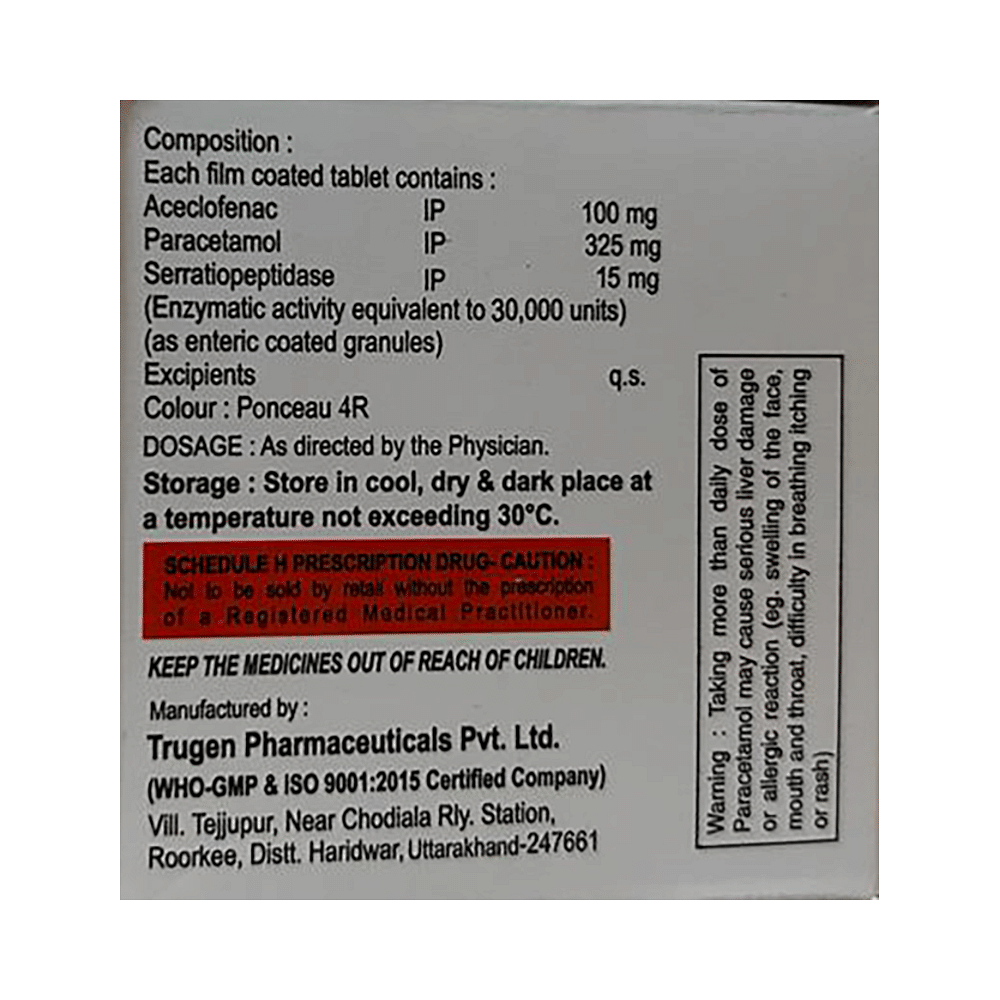 Composition :
Each film coated tablet contains :
Aceclofenac IP 100 mg
Paracetamol IP 325 mg
Serratiopeptidase IP 15 mg
(Enzymatic activity equivalent to 30,000 units)
(as enteric coated granules)
Excipients q.s.
Colour : Ponceau 4R
DOSAGE : As directed by the Physician.
Storage : Store in cool, dry & dark place at
a temperature not exceeding 30°C.
SCHEDULE H PRESCRIPTION DRUG- CAUTION :
Not to be sold by retail without the prescription
of a Registered Medical Practitioner.
KEEP THE MEDICINES OUT OF REACH OF CHILDREN.
Manufactured by :
Trugen Pharmaceuticals Pvt. Ltd.
(WHO-GMP & ISO 9001:2015 Certified Company)
Vill. Tejjupur, Near Chodiala Rly. Station,
Roorkee, Distt. Haridwar, Uttarakhand-247661
Warning : Taking more than daily dose of
Paracetamol may cause serious liver damage
or allergic reaction (eg. swelling of the face,
mouth and throat, difficulty in breathing itching
or rash)